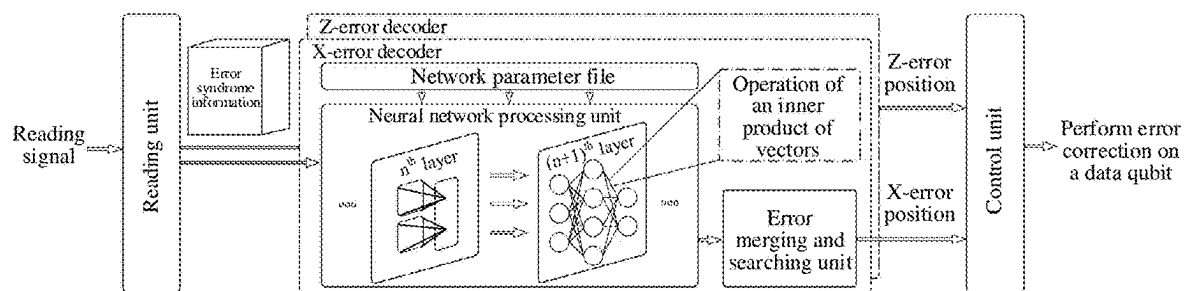 Reading
signal
Reading unit
Error
syndrome
information
Z-error decoder
X-error decoder
Network parameter file
Neural network processing unit
nth layer
(n+1)th layer
Operation of
an inner
product of
vectors
Error
merging and
searching unit
Z-error
position
X-error
position
Control unit
Perform error
correction on
a data qubit